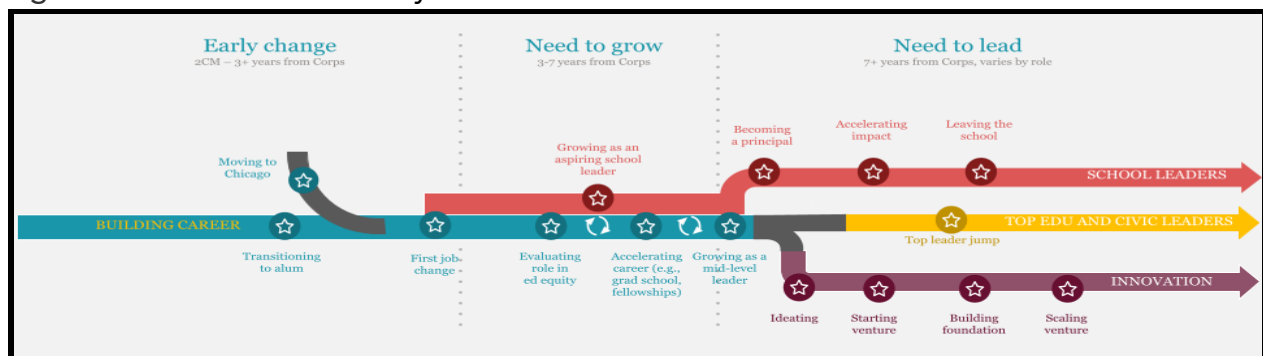 Early change
2CM – 3+ years from Corps
Need to grow
3-7 years from Corps
Need to lead
7+ years from Corps, varies by role
Moving to
Chicago
Growing as an
aspiring school
leader
Becoming
a principal
Accelerating
impact
Leaving the
school
SCHOOL LEADERS
BUILDING CAREER
TOP EDU AND CIVIC LEADERS
Top leader jump
Transitioning
to alum
First job
change
Evaluating
role in
ed equity
Accelerating
career (e.g.,
grad school,
fellowships)
Growing as a
mid-level
leader
INNOVATION
Ideating
Starting
venture
Building
foundation
Scaling
venture